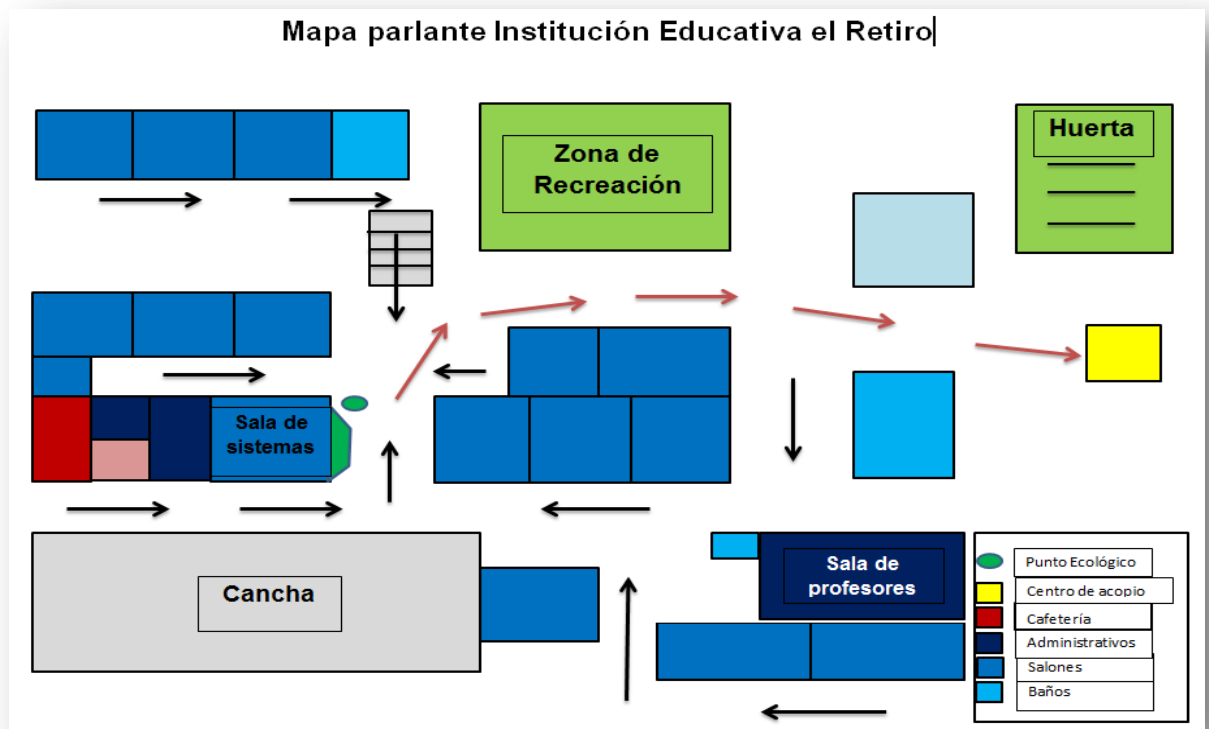 Mapa parlante Institución Educativa el Retiro
Zona de
Recreación
Huerta
Sala de
sistemas
Cancha
Sala de
profesores
Punto Ecológico
Centro de acopio
Cafetería
Administrativos
Salones
Baños